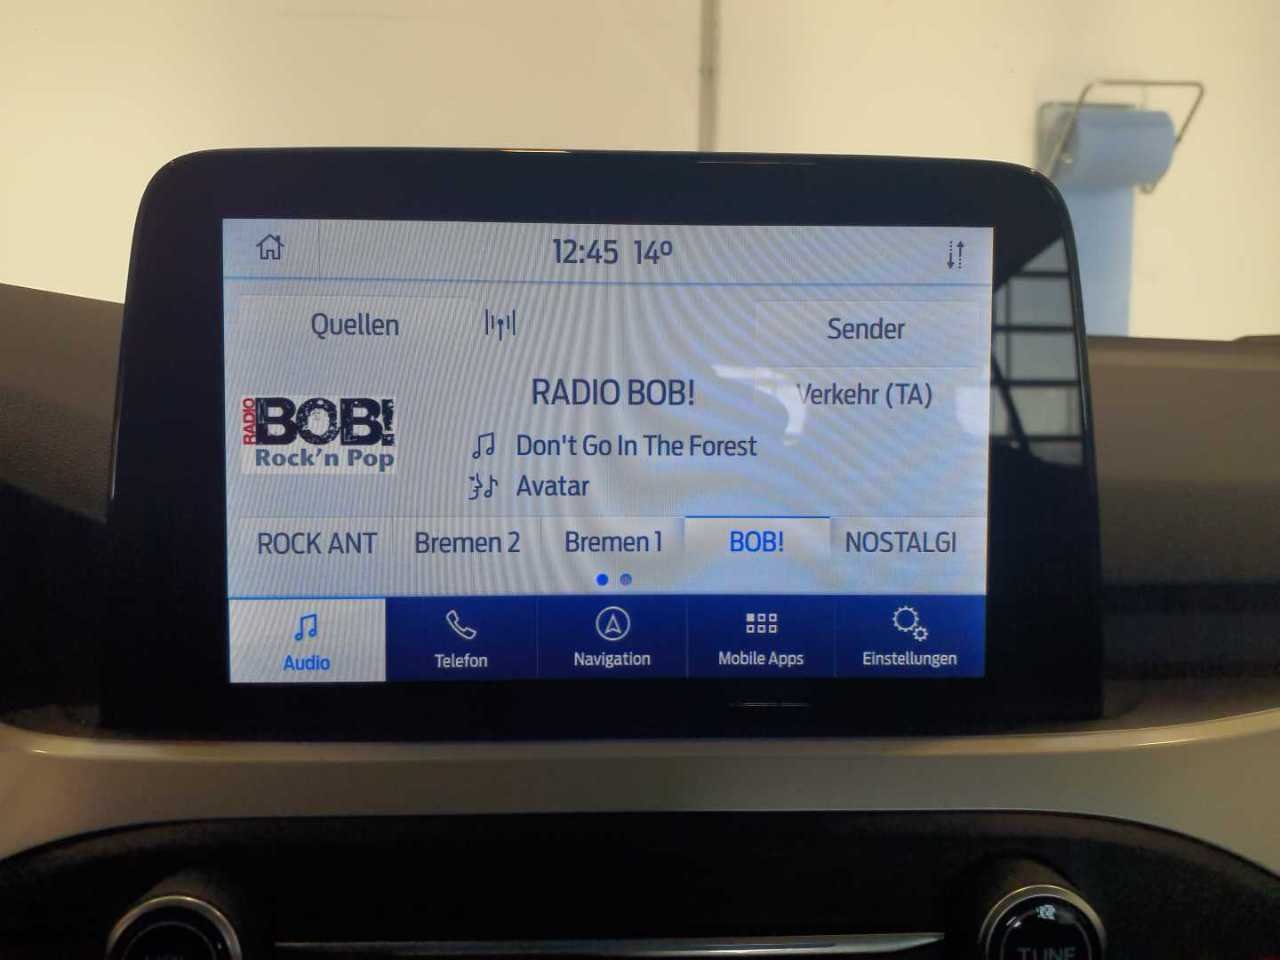 12:45 14°
Quellen
Sender
RADIO BOB!
Verkehr (TA)
RADIO BOB!
Rock'n Pop
Don't Go In The Forest
Avatar
ROCK ANT
Bremen 2
Bremen 1
BOB!
NOSTALGI
Audio
Telefon
Navigation
Mobile Apps
Einstellungen
TUNE